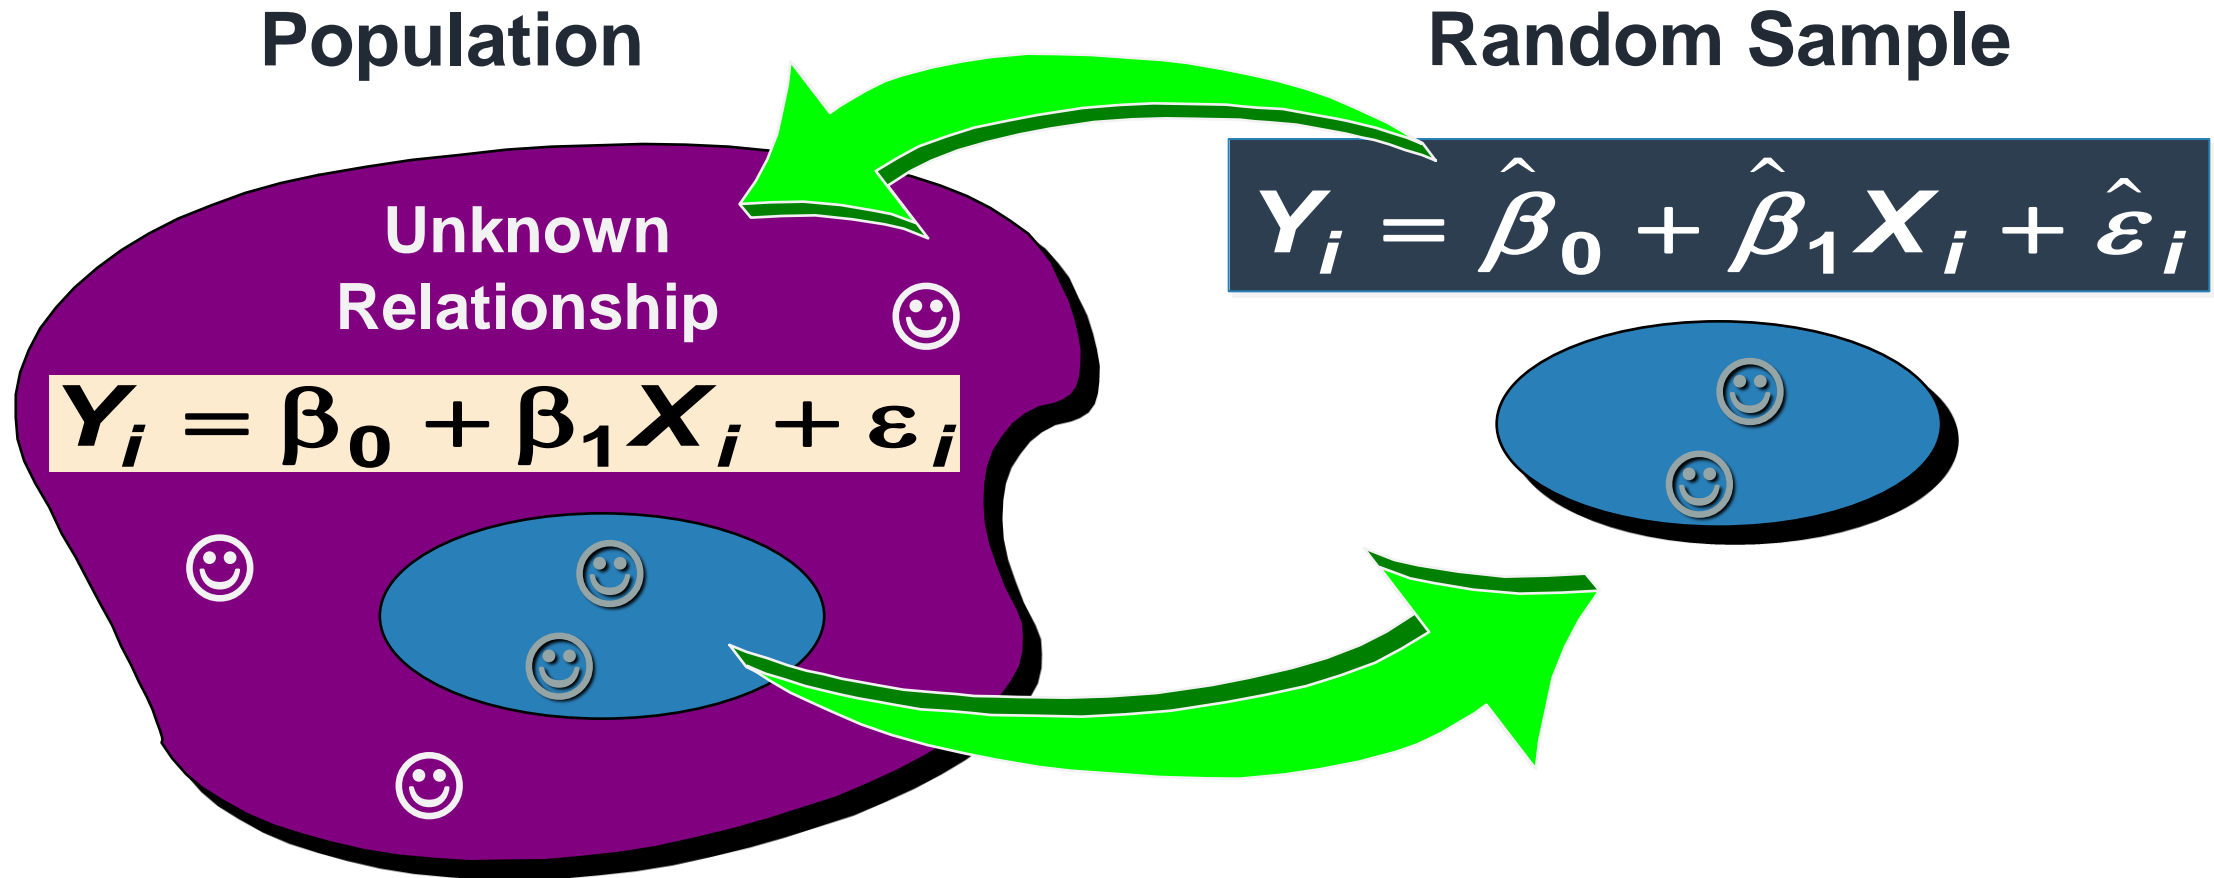 Population
Random Sample
Unknown
Relationship
Yᵢ = β₀ + β₁Xᵢ + εᵢ
Yᵢ = β̂₀ + β̂₁Xᵢ + ε̂ᵢ